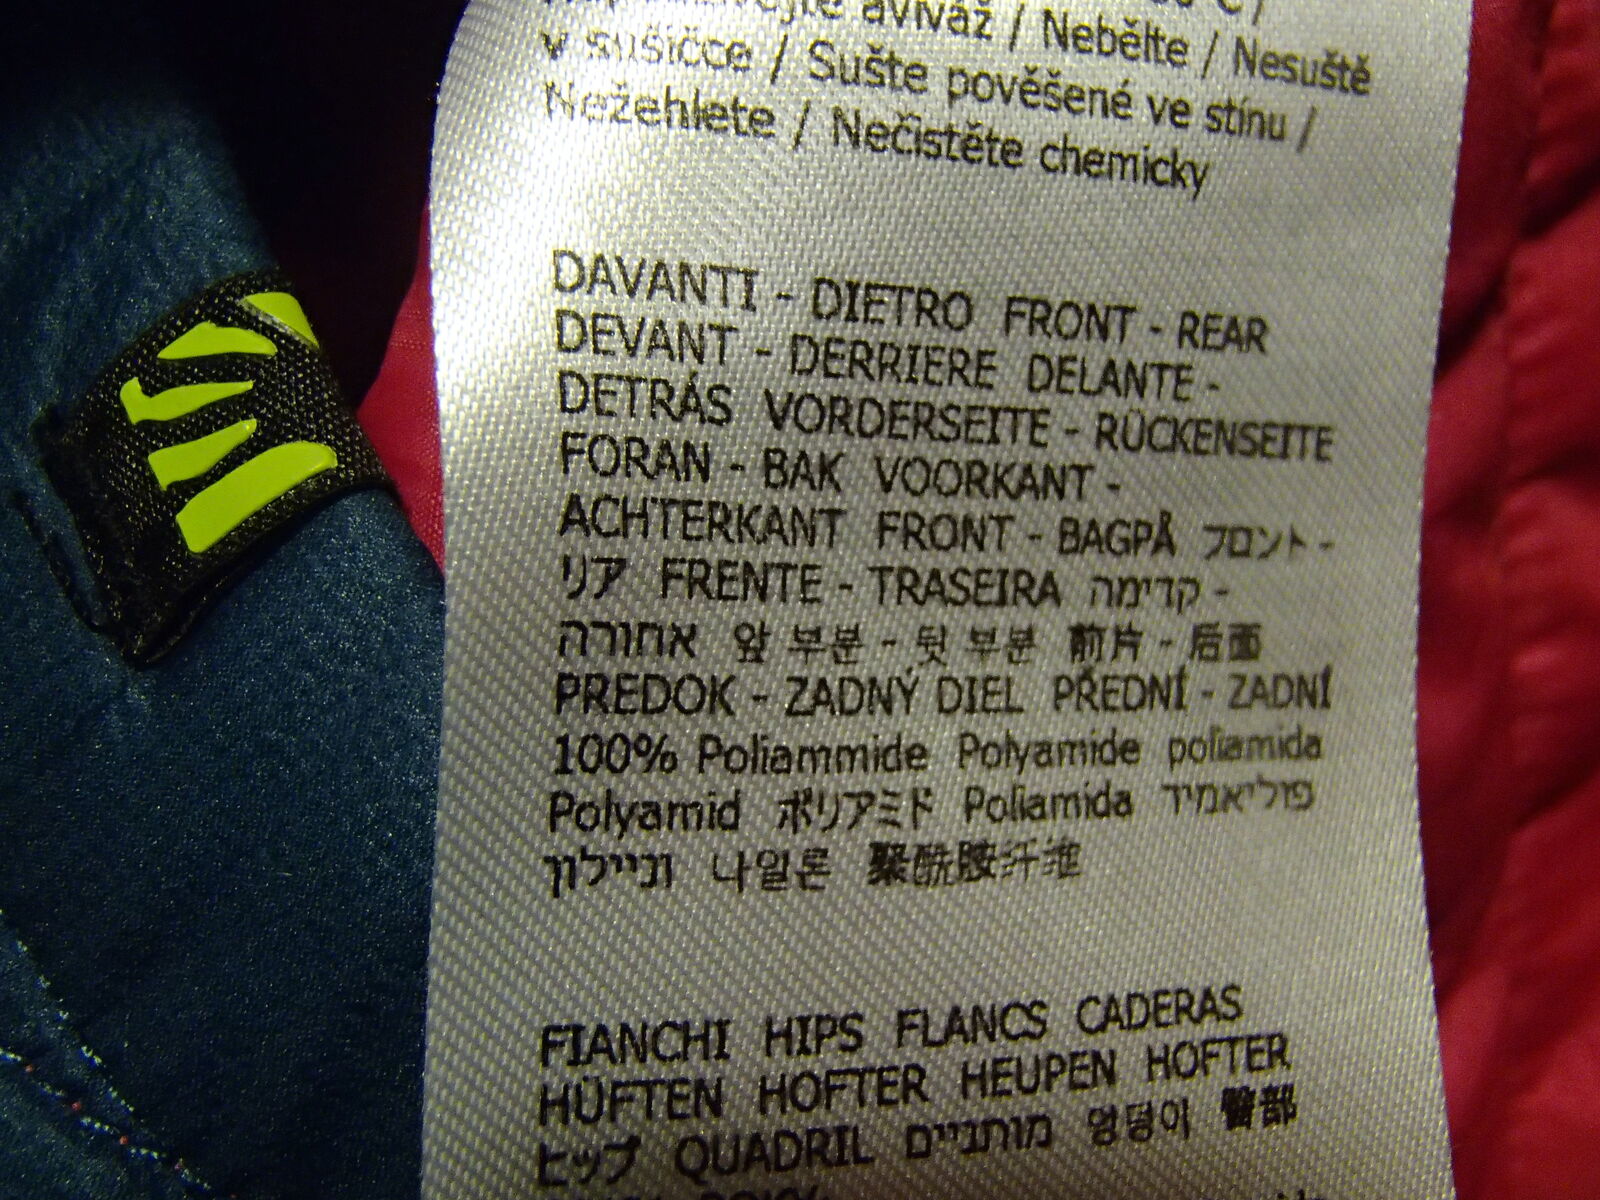 aviváž / Nebělte / Nesuště
v sušičce / Sušte pověšené ve stínu /
Nežehlete / Nečistěte chemicky
DAVANTI - DIETRO FRONT - REAR
DEVANT - DERRIERE DELANTE -
DETRÁS VORDERSEITE - RÜCKENSEITE
FORAN - BAK VOORKANT -
ACHTERKANT FRONT - BAGPÅ フロント -
リア FRENTE - TRASEIRA קדימה -
אחורה 앞 부분 - 뒷 부분 前片 - 后面
PREDOK - ZADNÝ DIEL PŘEDNÍ - ZADNÍ
100% Poliammide Polyamide poliamida
Polyamid ポリアミド Poliamida פוליאמיד
וניילון 나일론 聚酰胺纤维
FIANCHI HIPS FLANCS CADERAS
HÜFTEN HOFTER HEUPEN HOFTER
ヒップ QUADRIL מותניים 엉덩이 臀部